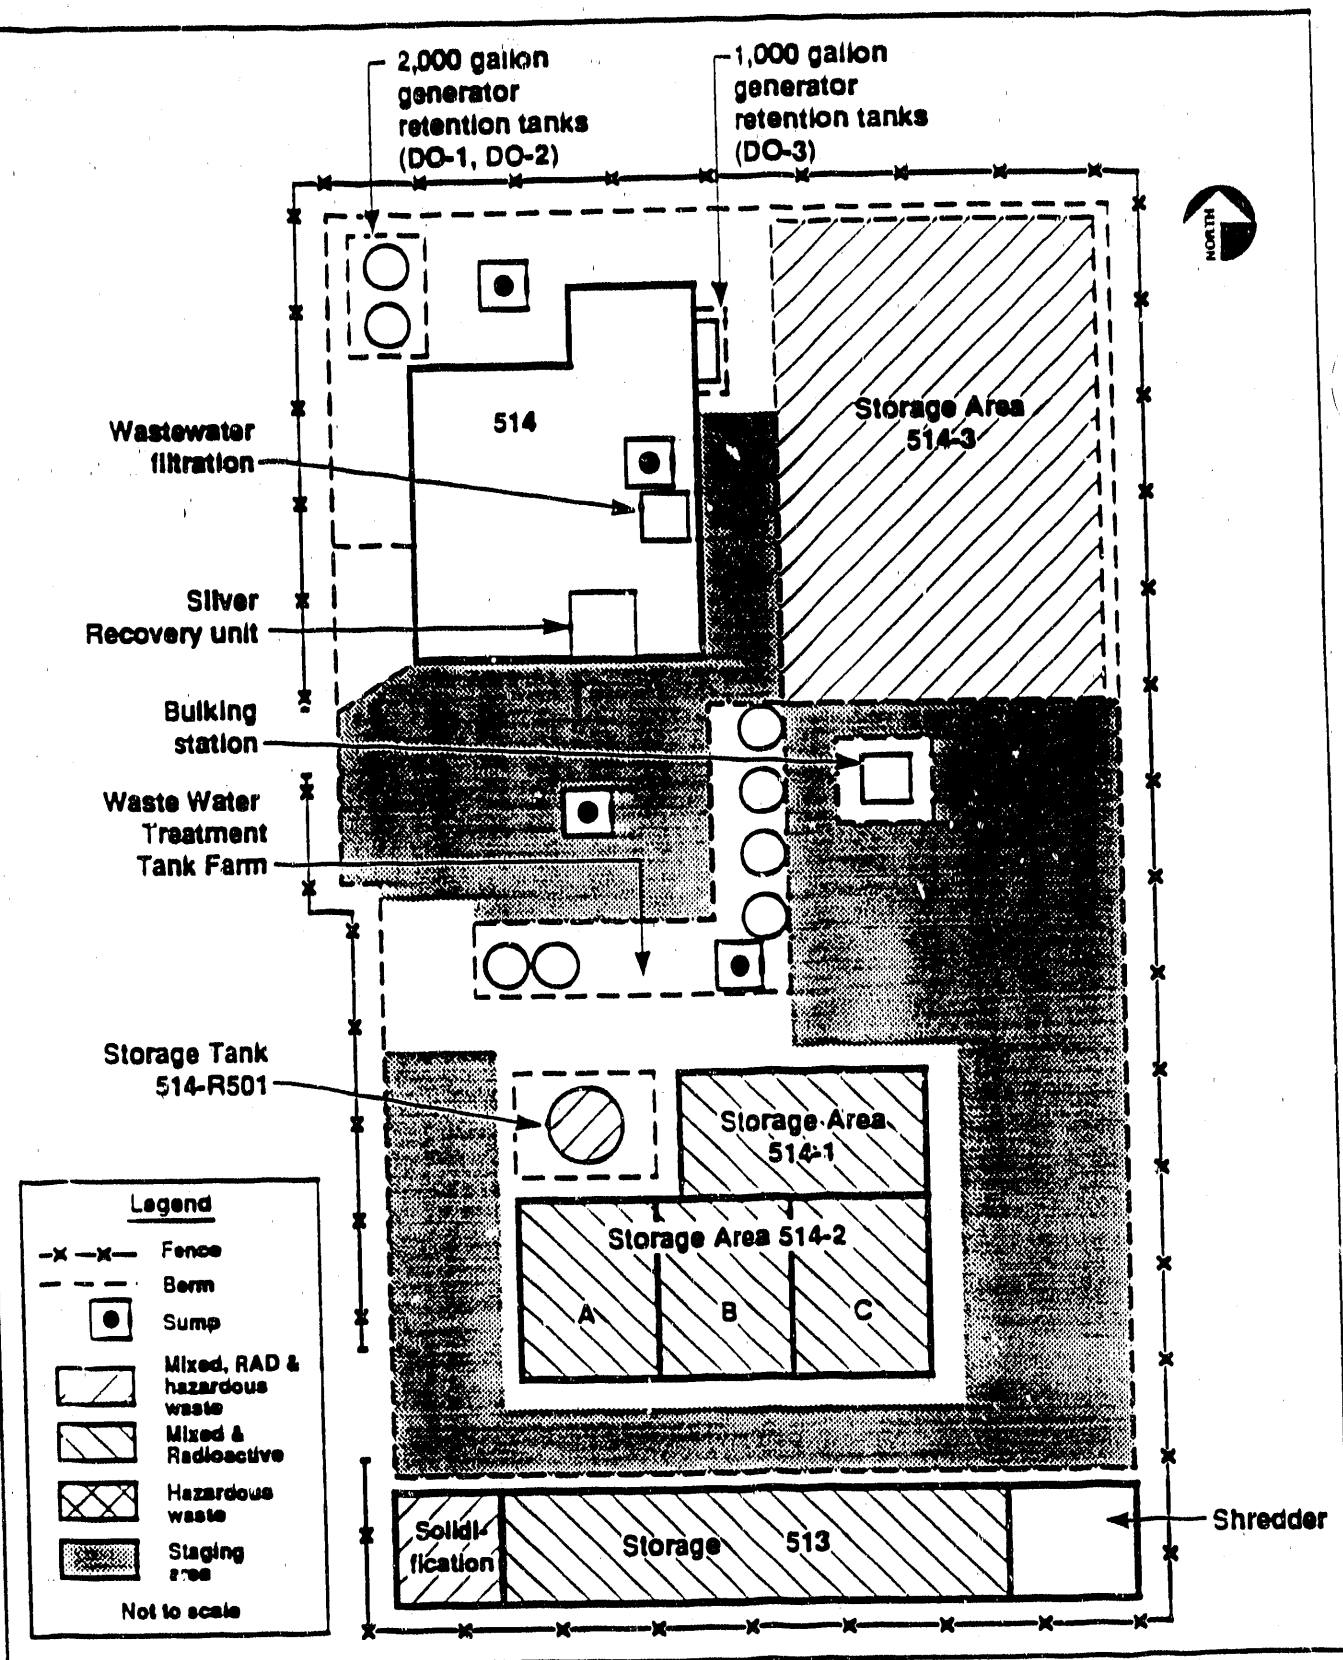 2,000 gallon
generator
retention tanks
(DO-1, DO-2)
1,000 gallon
generator
retention tanks
(DO-3)
NORTH
Storage Area
514-3
514
Wastewater
filtration
Silver
Recovery unit
Bulking
station
Waste Water
Treatment
Tank Farm
Storage Tank
514-R501
Storage Area
514-1
Storage Area 514-2
A
B
C
Legend
Fence
Berm
Sump
Mixed, RAD &
hazardous
waste
Mixed &
Radioactive
Hazardous
waste
Staging
area
Not to scale
Solidi-
fication
Storage 513
Shredder